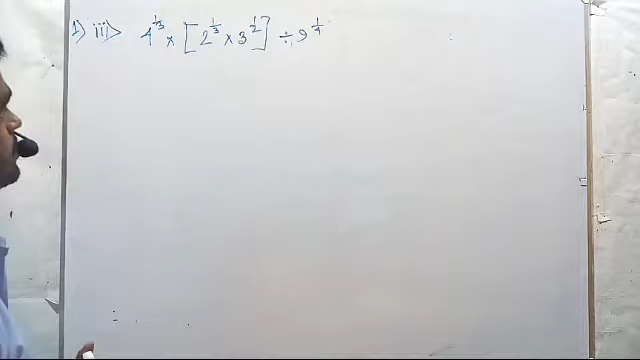 1) iii> 4^{1/3} × [2^{1/3} × 3^{1/2}] ÷ 9^{1/4}